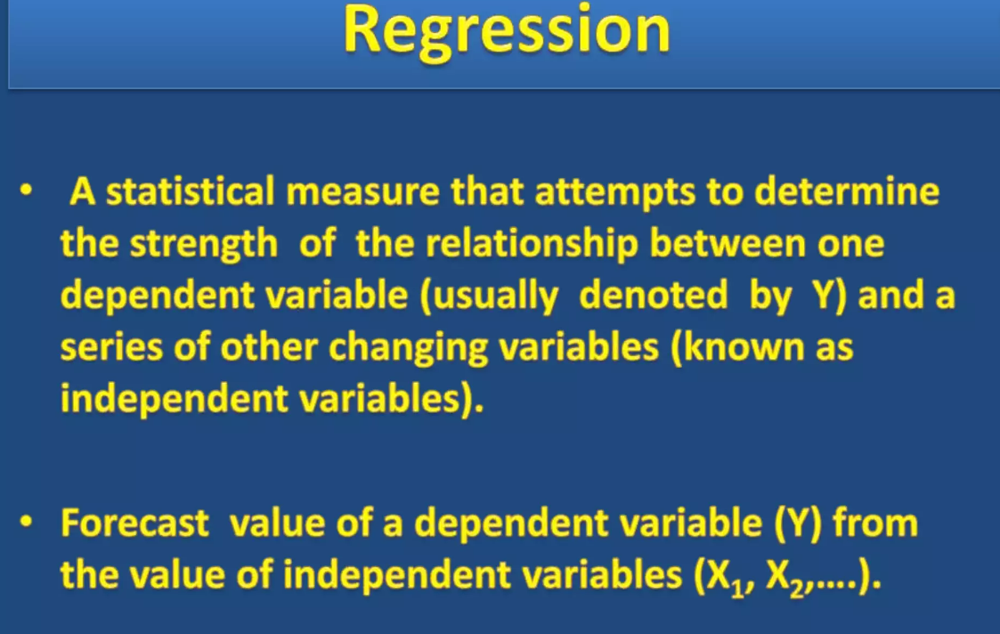 Regression
• A statistical measure that attempts to determine
the strength of the relationship between one
dependent variable (usually denoted by Y) and a
series of other changing variables (known as
independent variables).
• Forecast value of a dependent variable (Y) from
the value of independent variables (X₁, X₂,....).